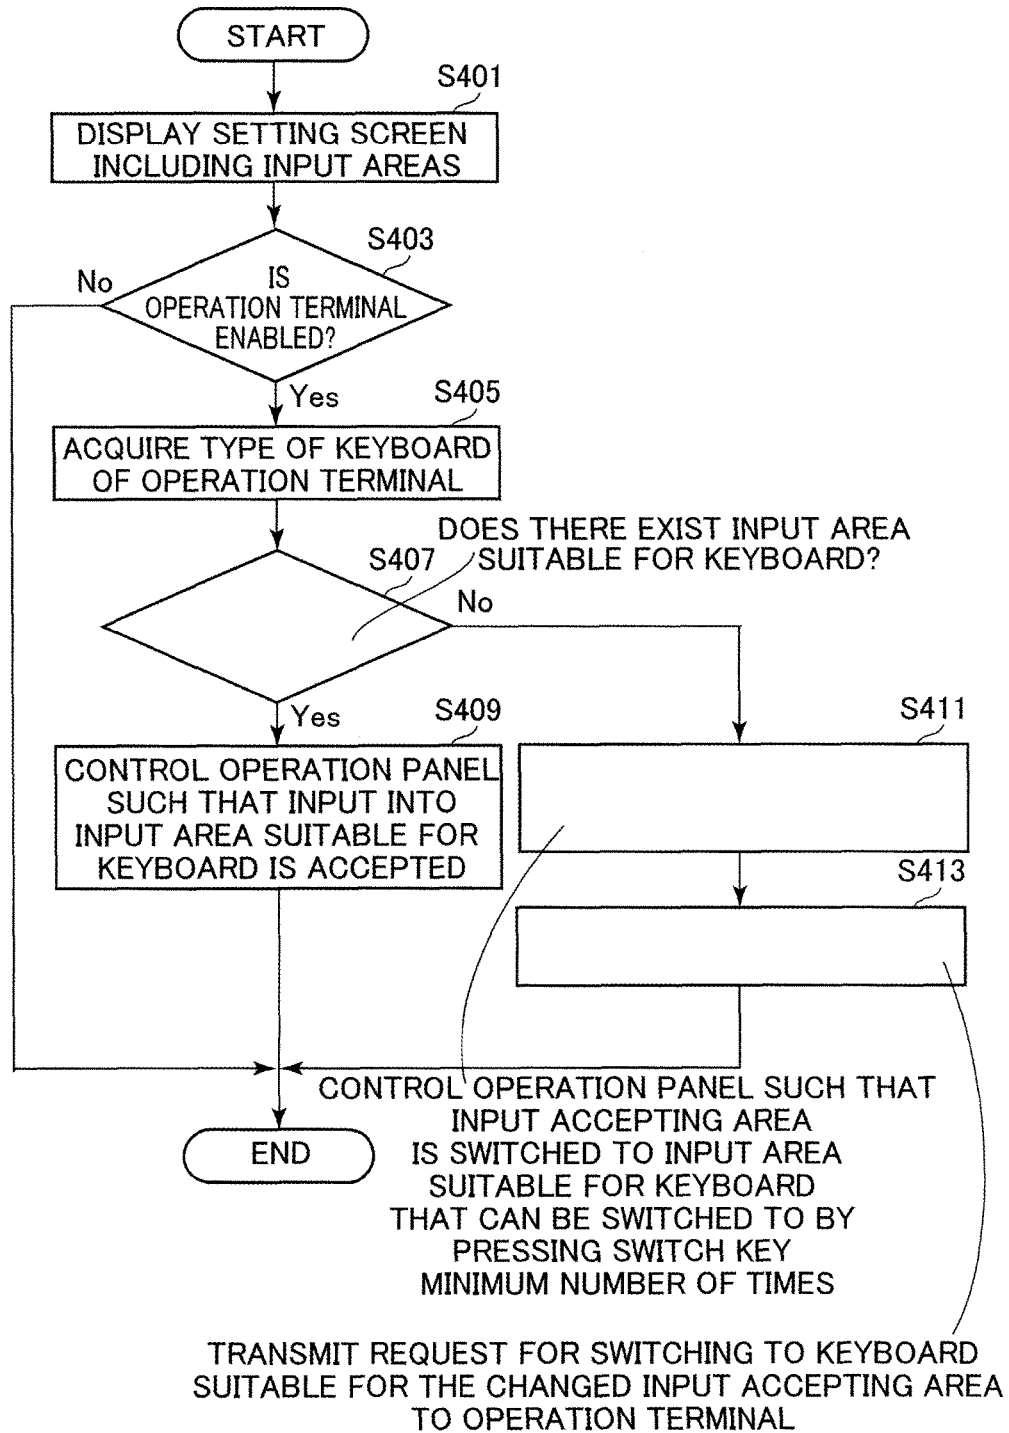 START
S401
DISPLAY SETTING SCREEN
INCLUDING INPUT AREAS
S403
No
IS
OPERATION TERMINAL
ENABLED?
Yes
S405
ACQUIRE TYPE OF KEYBOARD
OF OPERATION TERMINAL
DOES THERE EXIST INPUT AREA
SUITABLE FOR KEYBOARD?
S407
No
Yes
S409
CONTROL OPERATION PANEL
SUCH THAT INPUT INTO
INPUT AREA SUITABLE FOR
KEYBOARD IS ACCEPTED
S411
S413
CONTROL OPERATION PANEL SUCH THAT
INPUT ACCEPTING AREA
IS SWITCHED TO INPUT AREA
SUITABLE FOR KEYBOARD
THAT CAN BE SWITCHED TO BY
PRESSING SWITCH KEY
MINIMUM NUMBER OF TIMES
END
TRANSMIT REQUEST FOR SWITCHING TO KEYBOARD
SUITABLE FOR THE CHANGED INPUT ACCEPTING AREA
TO OPERATION TERMINAL